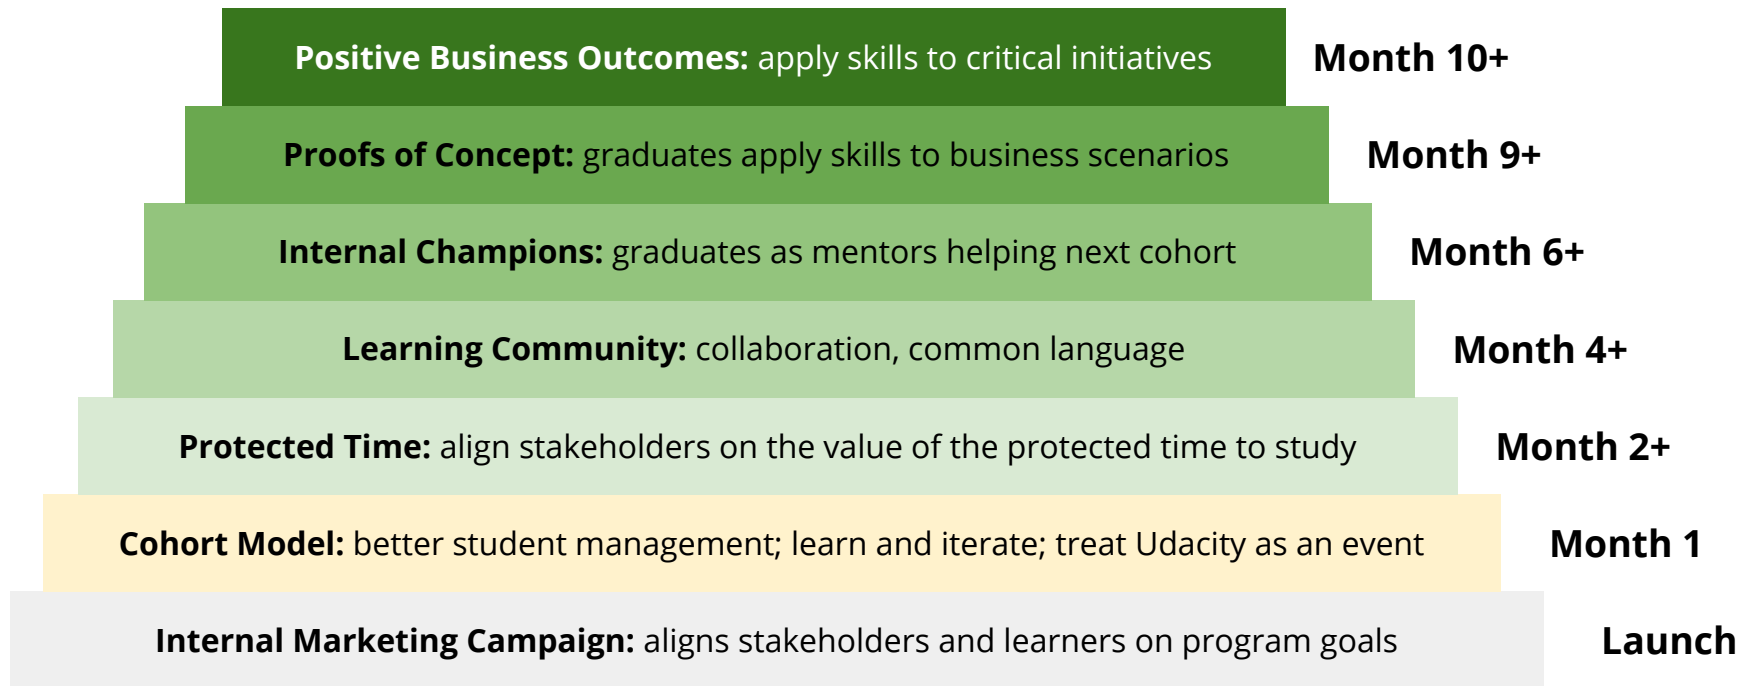 Positive Business Outcomes: apply skills to critical initiatives
Month 10+
Proofs of Concept: graduates apply skills to business scenarios
Month 9+
Internal Champions: graduates as mentors helping next cohort
Month 6+
Learning Community: collaboration, common language
Month 4+
Protected Time: align stakeholders on the value of the protected time to study
Month 2+
Cohort Model: better student management; learn and iterate; treat Udacity as an event
Month 1
Internal Marketing Campaign: aligns stakeholders and learners on program goals
Launch